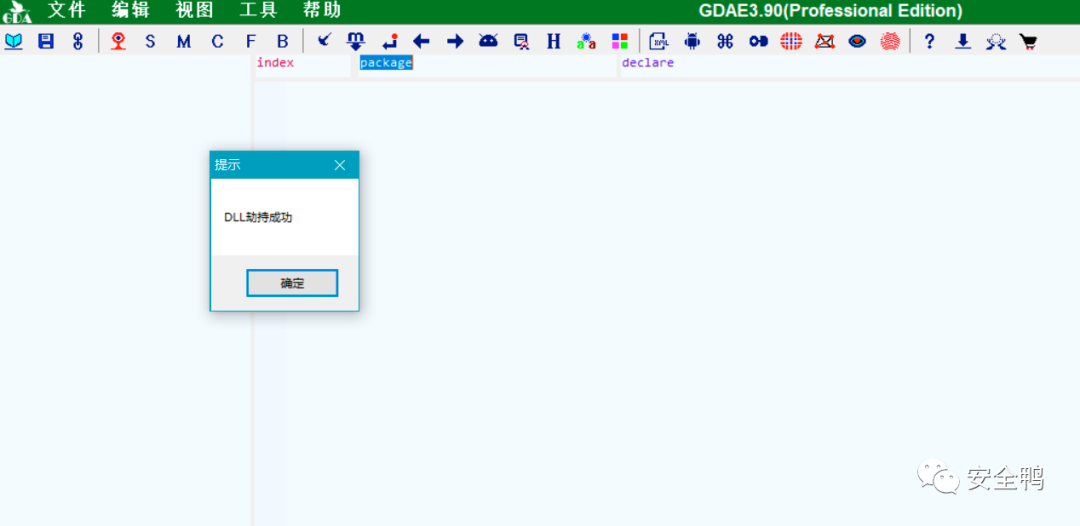 GDA 文件 编辑 视图 工具 帮助 GDAE3.90(Professional Edition)
S M C F B m H a a XML ?
index package declare
提示
DLL劫持成功
确定
安全鸭